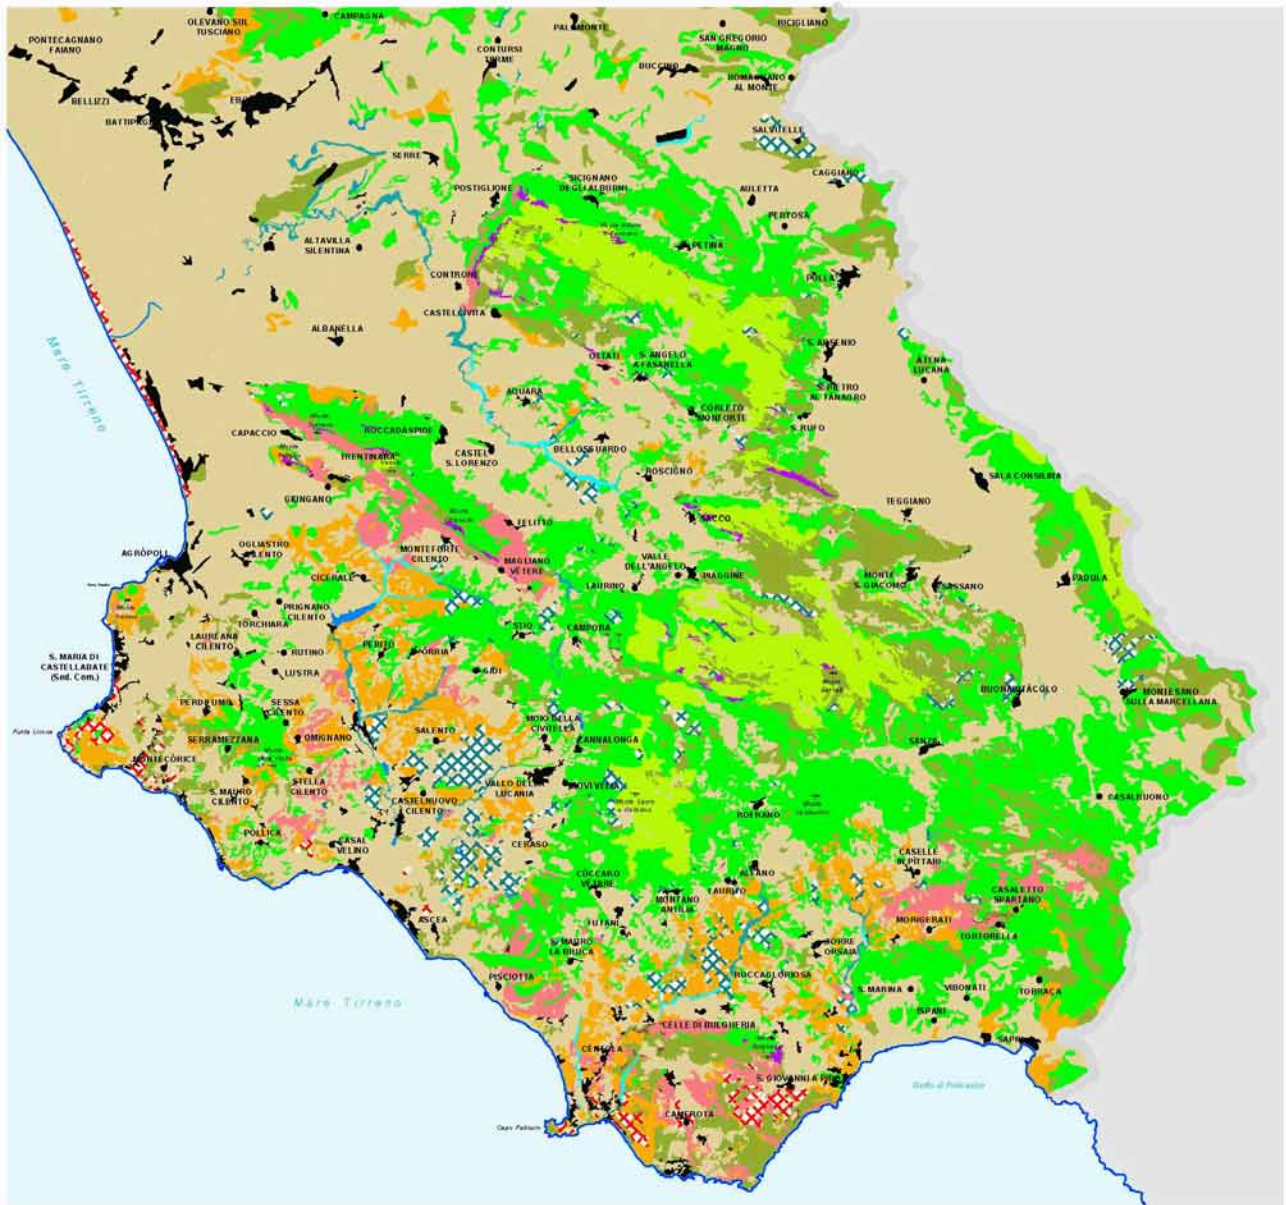 OLEVANO SUL
TUSCIANO
CAMPAGNA
PALOMONTE
RICIGLIANO
PONTECAGNANO
FAIANO
CONTURSI
TERME
SAN GREGORIO
MAGNO
BUCCINO
ROMAGNANO
AL MONTE
BELLIZZI
SALVITELLE
SERRE
CAGGIANO
POSTIGLIONE
SICIGNANO
DEGLI ALBURNI
AULETTA
PERTOSA
ALTAVILLA
SILENTINA
PETINA
CONTRONE
POLLA
CASTELCIVITA
ALBANELLA
S. ARSENIO
OTTATI
S. ANGELO
A FASANELLA
ATENA
LUCANA
Mare Tirreno
S. PIETRO
AL TANAGRO
AQUARA
CORLETO
MONFORTE
S. RUFO
CAPACCIO
ROCCADASPIDE
TRENTINARA
CASTEL
S. LORENZO
BELLOSGUARDO
ROSCIGNO
SALA CONSILINA
GIUNGANO
TEGGIANO
FELITTO
SACCO
AGRÒPOLI
OGLIASTRO
CILENTO
MONTEFORTE
CILENTO
MAGLIANO
VÈTERE
VALLE
DELL'ANGELO
PIAGGINE
MONTE
S. GIACOMO
SASSANO
PADULA
CICERALE
LAURINO
PRIGNANO
CILENTO
TORCHIARA
STIO
CAMPORA
LAUREANA
CILENTO
RUTINO
PERITO
ORRIA
S. MARIA DI
CASTELLABATE
(Sed. Com.)
LUSTRA
GIOI
BUONABITÀCOLO
MONTESANO
SULLA MARCELLANA
PERDIFUMO
SESSA
CILENTO
Punta Licosa
SERRAMEZZANA
OMIGNANO
SALENTO
MOIO DELLA
CIVITELLA
CANNALONGA
SANZA
MONTECÒRICE
STELLA
CILENTO
VALLO DELLA
LUCANIA
NOVI VELIA
S. MAURO
CILENTO
CASTELNUOVO
CILENTO
ROFRANO
CASALBUONO
POLLICA
CASAL
VELINO
CERASO
CASELLE
IN PITTARI
CUCCARO
VETERE
ALFANO
LAURITO
MONTANO
ANTILIA
CASALETTO
SPARTANO
ASCEA
FUTANI
MORIGERATI
TORTORELLA
S. MAURO
LA BRUCA
TORRE
ORSAIA
PISCIOTTA
ROCCAGLORIOSA
Mare Tirreno
S. MARINA
VIBONATI
TORRACA
ISPANI
CELLE DI BULGHERIA
SAPRI
CENTOLA
Golfo di Policastro
CAMEROTA
Capo Palinuro